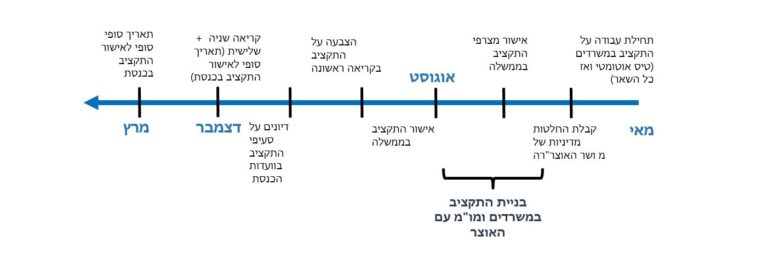 תחילת עבודה על
התקציב במשרדים
(טיס אוטומטי ואז
כל השאר)
אישור מצרפי
התקציב
בממשלה
אוגוסט
הצבעה על
התקציב
בקריאה ראשונה
קריאה שניה +
שלישית (תאריך
סופי לאישור
התקציב בכנסת)
תאריך סופי
סופי לאישור
התקציב
בכנסת
מאי
קבלת החלטות
מדיניות של
רה"מ ושר האוצר
אישור התקציב
בממשלה
דיונים על
סעיפי
התקציב
בוועדות
הכנסת
דצמבר
מרץ
בניית התקציב
במשרדים ומו"מ עם
האוצר